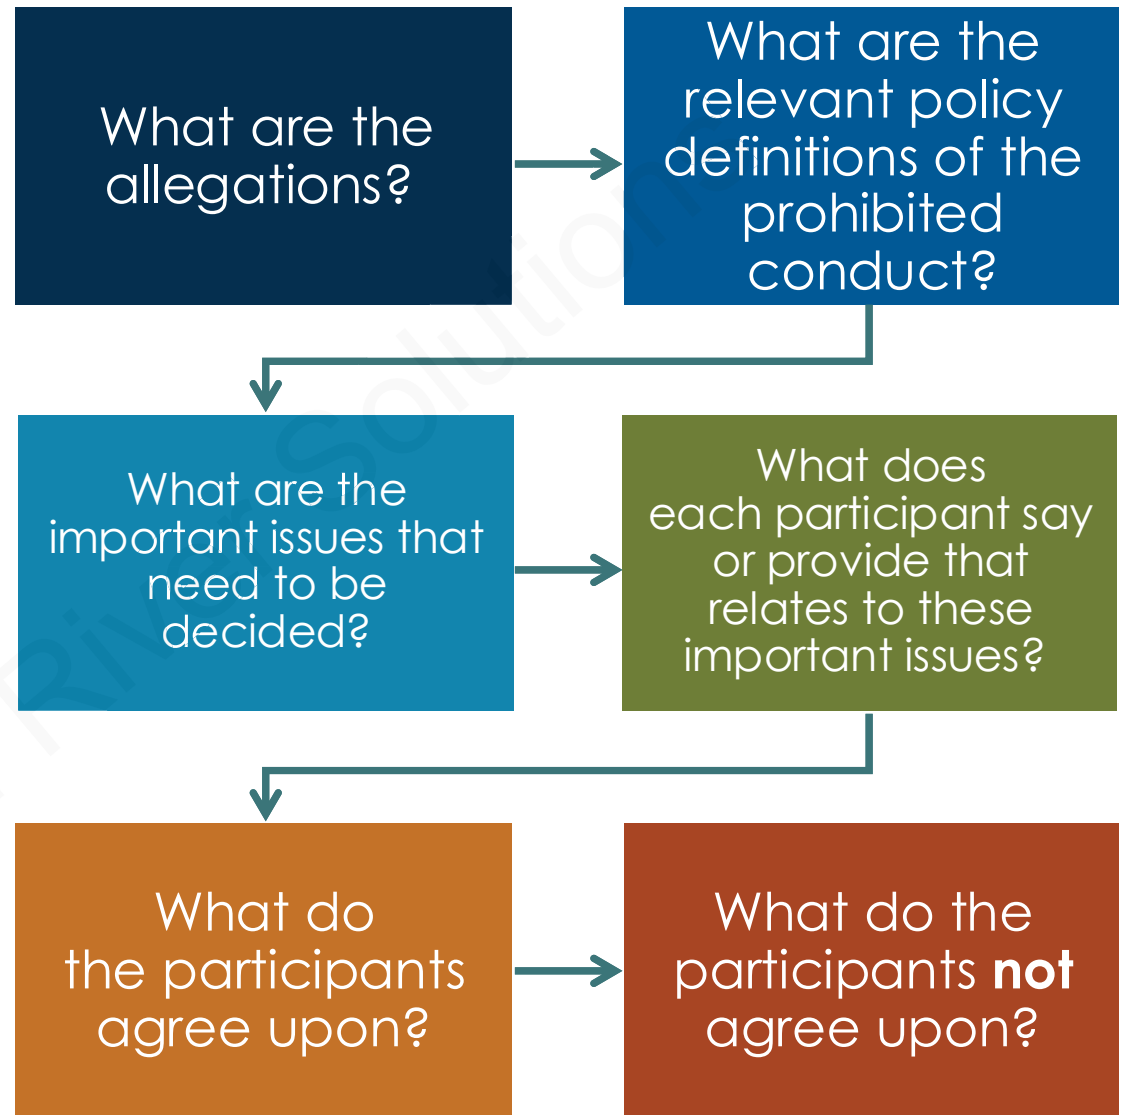 What are the
allegations?
What are the
relevant policy
definitions of the
prohibited
conduct?
What are the
important issues that
need to be
decided?
What does
each participant say
or provide that
relates to these
important issues?
What do
the participants
agree upon?
What do the
participants not
agree upon?
River Solutions